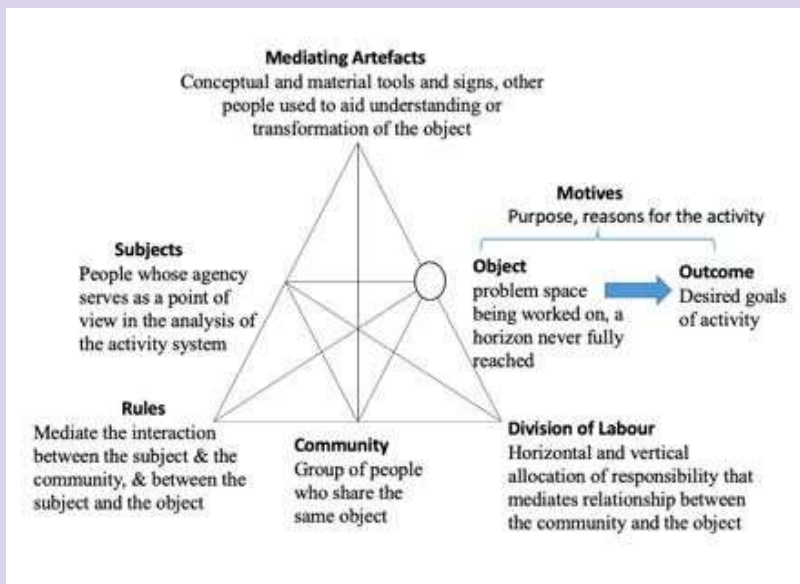 Mediating Artefacts
Conceptual and material tools and signs, other
people used to aid understanding or
transformation of the object
Motives
Purpose, reasons for the activity
Subjects
People whose agency
serves as a point of
view in the analysis of
the activity system
Object
problem space
being worked on, a
horizon never fully
reached
Outcome
Desired goals
of activity
Rules
Mediate the interaction
between the subject & the
community, & between the
subject and the object
Community
Group of people
who share the
same object
Division of Labour
Horizontal and vertical
allocation of responsibility that
mediates relationship between
the community and the object